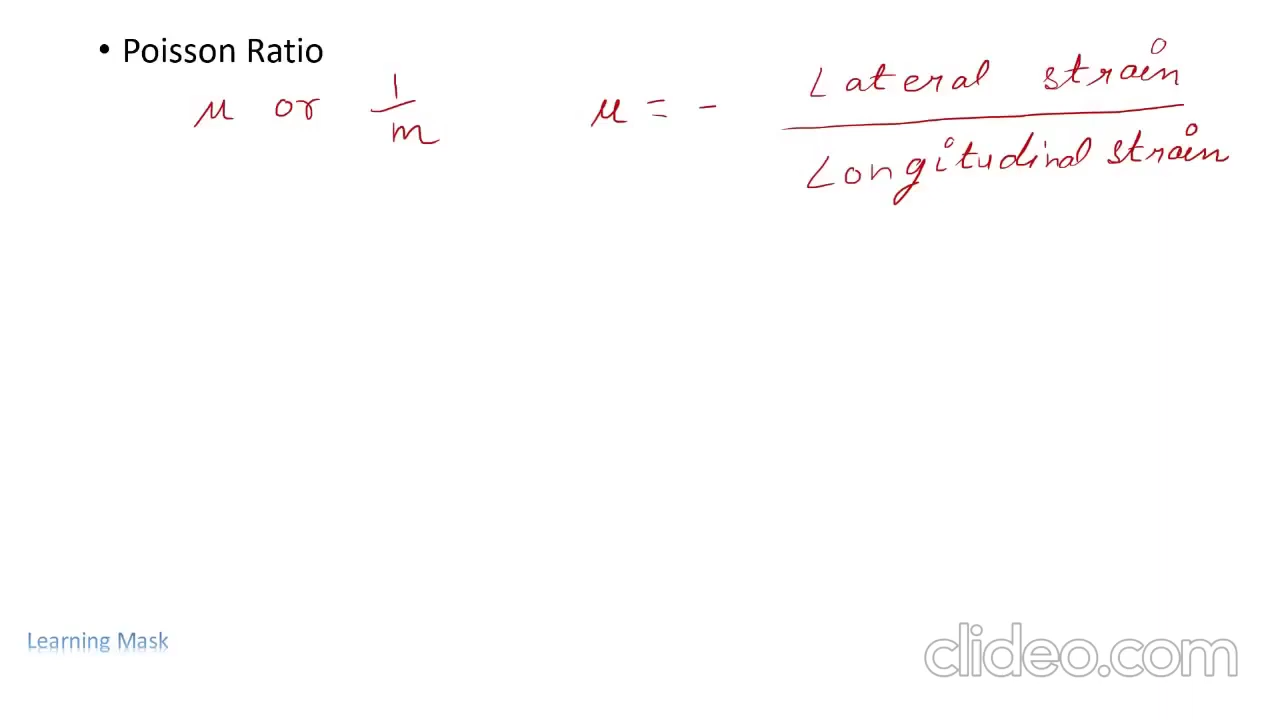 • Poisson Ratio
μ or 1/m
μ = - Lateral strain / Longitudinal strain
Learning Mask
clideo.com